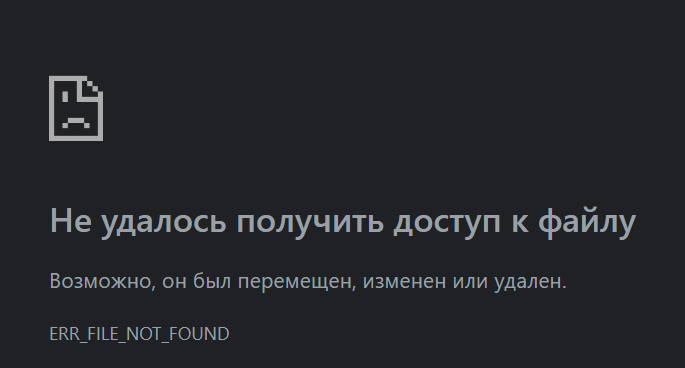 Не удалось получить доступ к файлу
Возможно, он был перемещен, изменен или удален.
ERR_FILE_NOT_FOUND